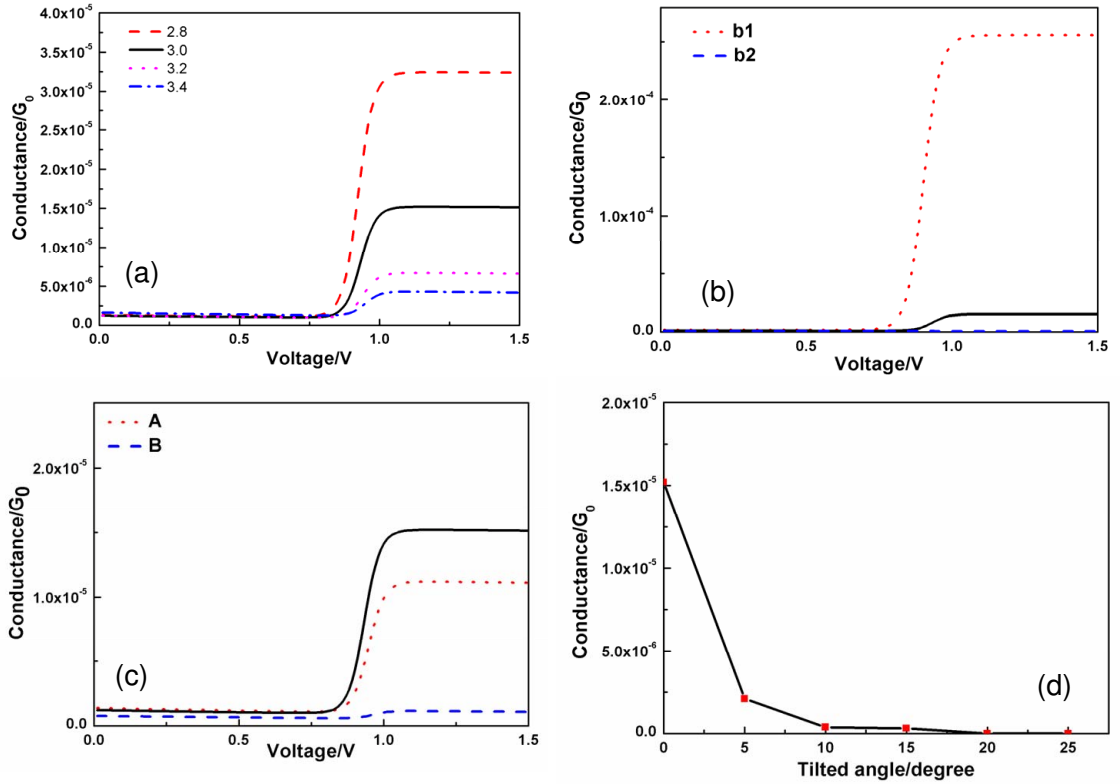 4.0x10⁻⁵
3.5x10⁻⁵
3.0x10⁻⁵
2.5x10⁻⁵
2.0x10⁻⁵
1.5x10⁻⁵
1.0x10⁻⁵
5.0x10⁻⁶
0.0
Conductance/G₀
2.8
3.0
3.2
3.4
(a)
0.0 0.5 1.0 1.5
Voltage/V
2.0x10⁻⁴
1.0x10⁻⁴
0.0
Conductance/G0
b1
b2
(b)
0.0 0.5 1.0 1.5
Voltage/V
2.0x10⁻⁵
1.0x10⁻⁵
0.0
Conductance/G0
A
B
(c)
0.0 0.5 1.0 1.5
Voltage/V
2.0x10⁻⁵
1.5x10⁻⁵
1.0x10⁻⁵
5.0x10⁻⁶
0.0
Conductance/G₀
(d)
0 5 10 15 20 25
Tilted angle/degree